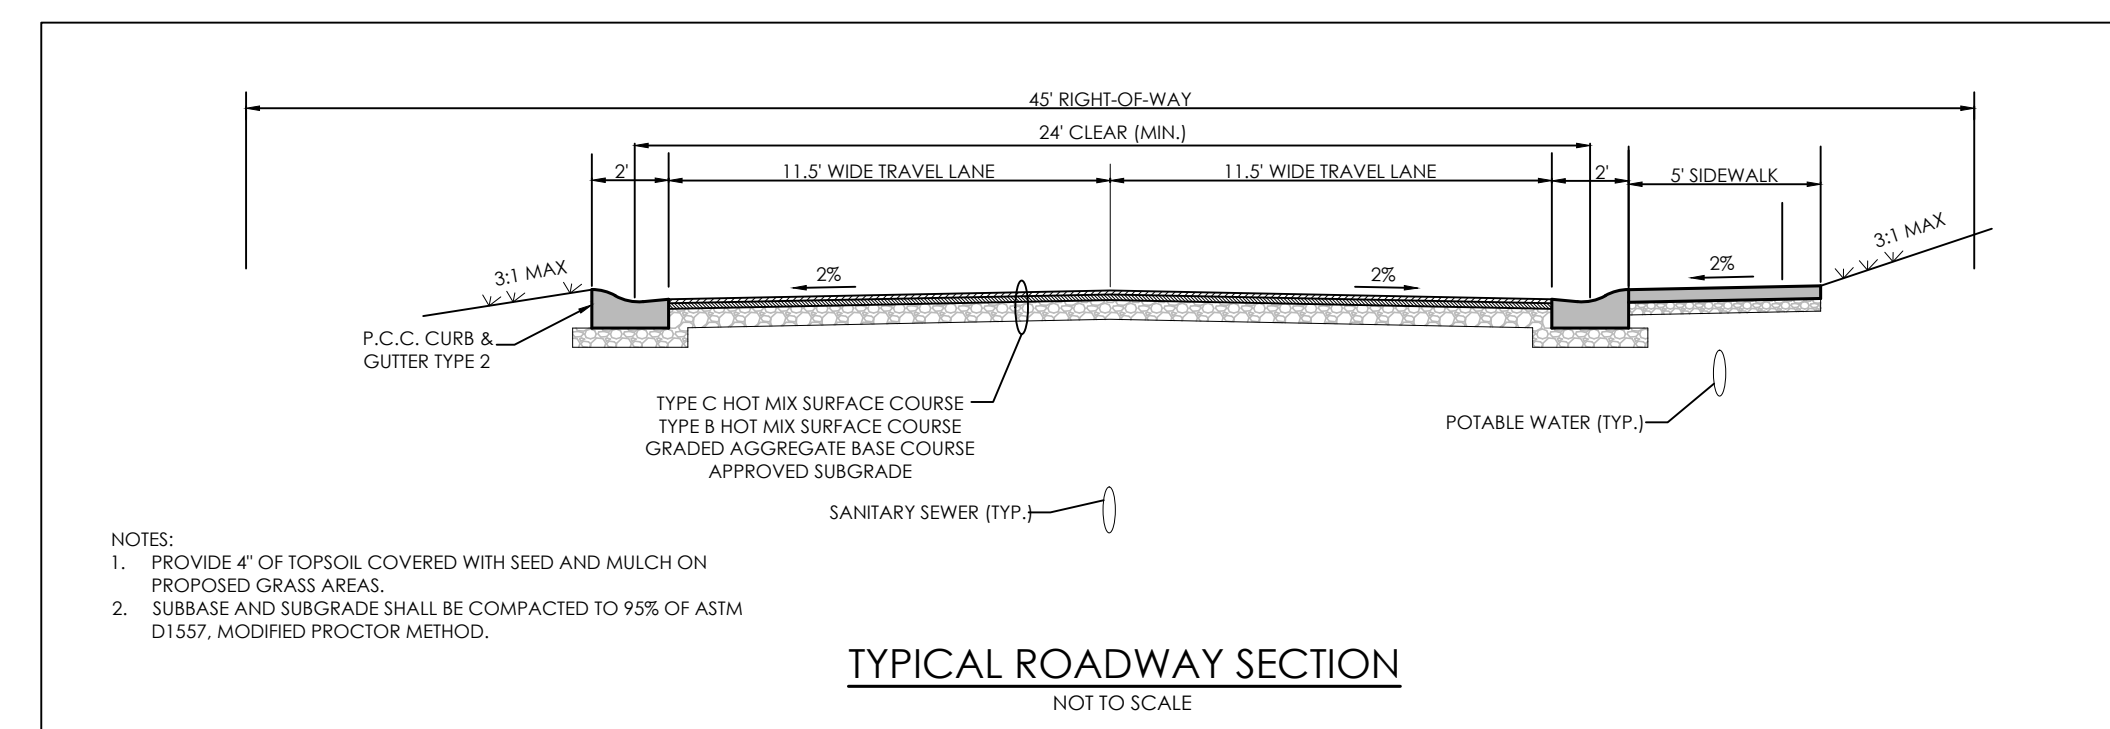 45' RIGHT-OF-WAY
24' CLEAR (MIN.)
2'
11.5' WIDE TRAVEL LANE
11.5' WIDE TRAVEL LANE
2'
5' SIDEWALK
3:1 MAX
2%
2%
2%
3:1 MAX
P.C.C. CURB &
GUTTER TYPE 2
TYPE C HOT MIX SURFACE COURSE
TYPE B HOT MIX SURFACE COURSE
GRADED AGGREGATE BASE COURSE
APPROVED SUBGRADE
POTABLE WATER (TYP.)
SANITARY SEWER (TYP.)
NOTES:
1. PROVIDE 4" OF TOPSOIL COVERED WITH SEED AND MULCH ON
PROPOSED GRASS AREAS.
2. SUBBASE AND SUBGRADE SHALL BE COMPACTED TO 95% OF ASTM
D1557, MODIFIED PROCTOR METHOD.
TYPICAL ROADWAY SECTION
NOT TO SCALE